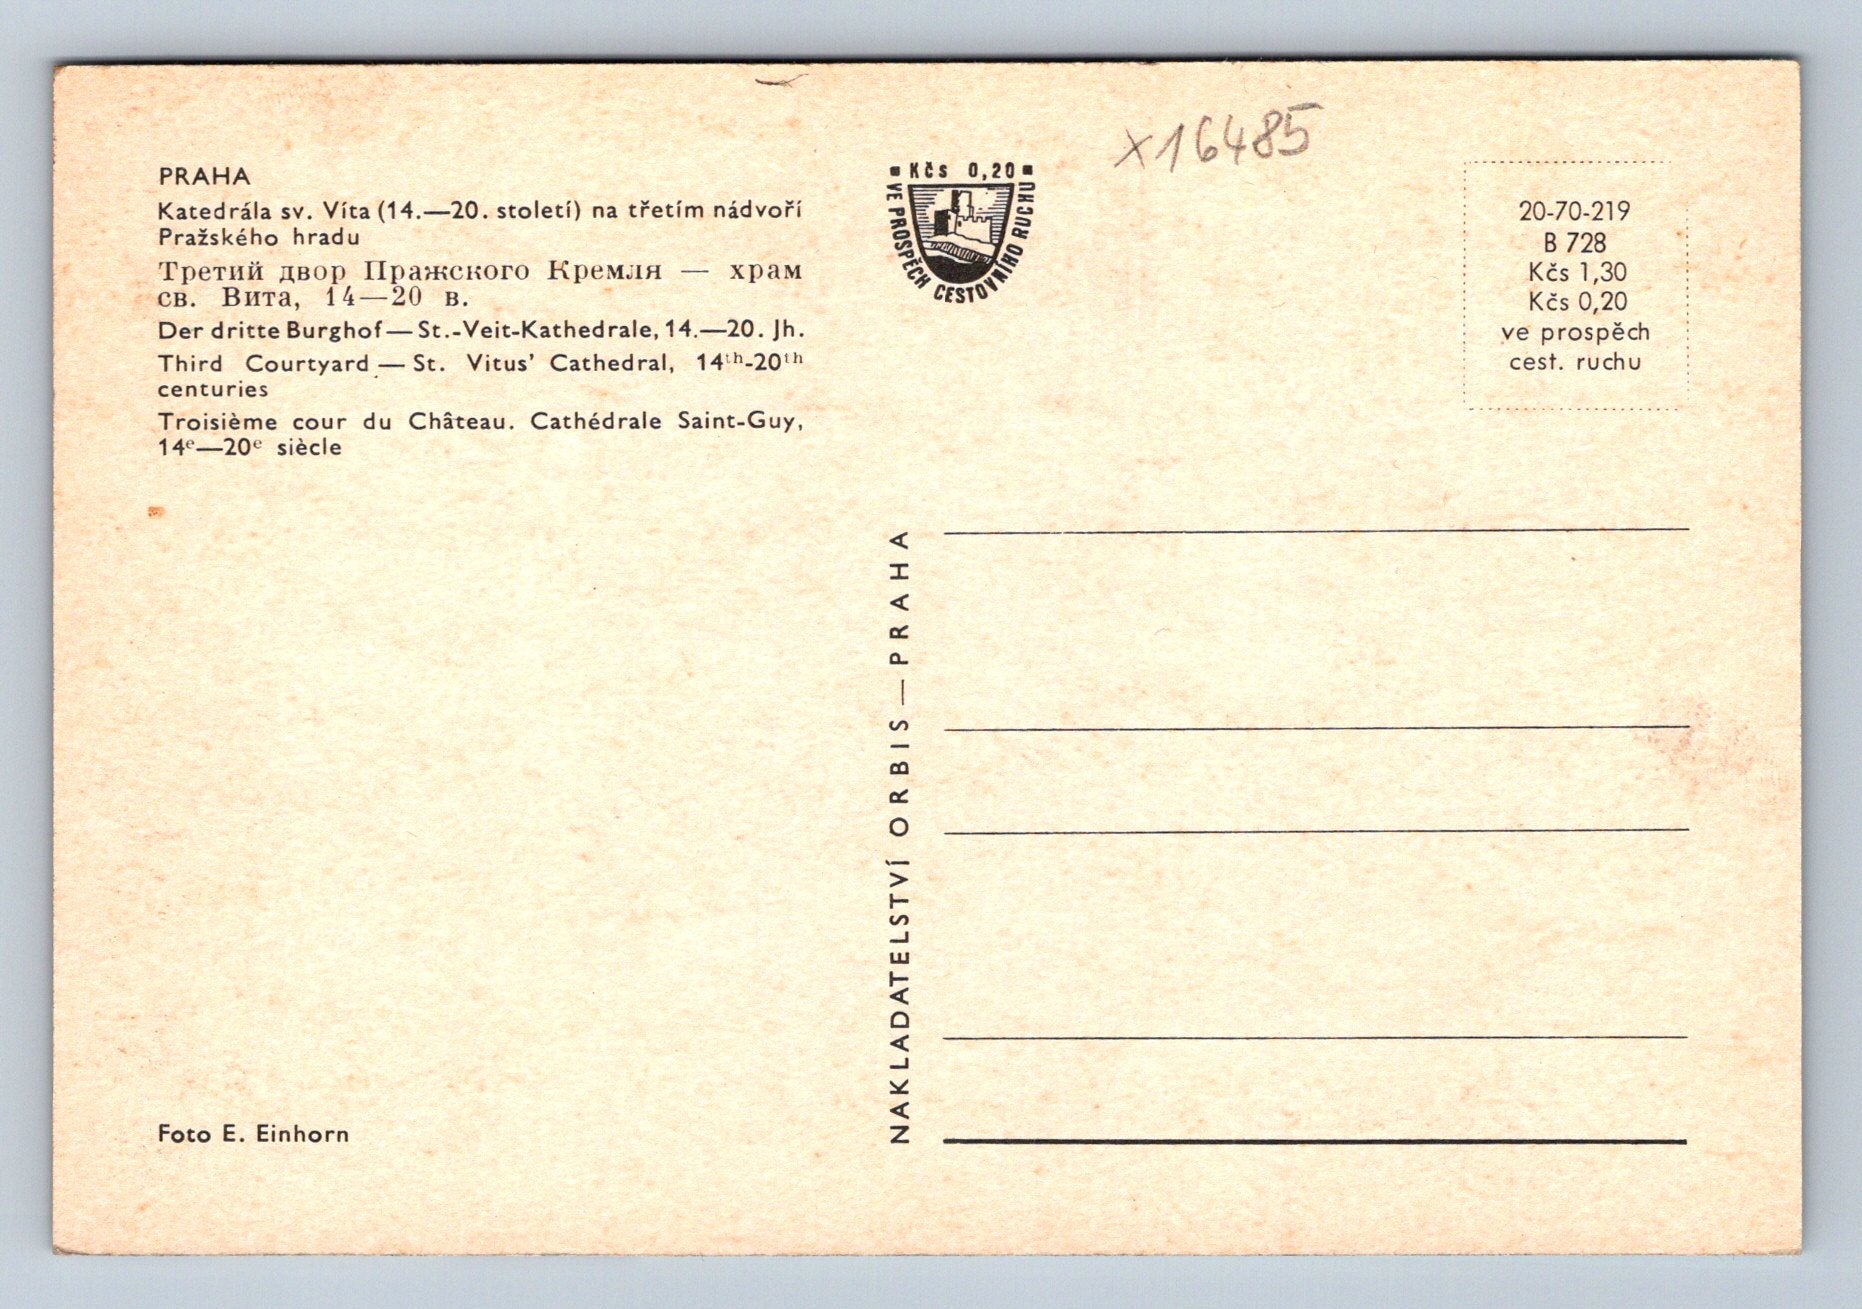 PRAHA
Katedrála sv. Víta (14.—20. století) na třetím nádvoří
Pražského hradu
Третий двор Пражского Кремля — храм
св. Вита, 14—20 в.
Der dritte Burghof — St.-Veit-Kathedrale, 14.—20. Jh.
Third Courtyard — St. Vitus’ Cathedral, 14th-20th
centuries
Troisième cour du Château. Cathédrale Saint-Guy,
14e—20e siècle
Foto E. Einhorn
Kčs 0,20
VE PROSPĚCH CESTOVNÍHO RUCHU
NAKLADATELSTVÍ ORBIS — PRAHA
x16485
20-70-219
B 728
Kčs 1,30
Kčs 0,20
ve prospěch
cest. ruchu